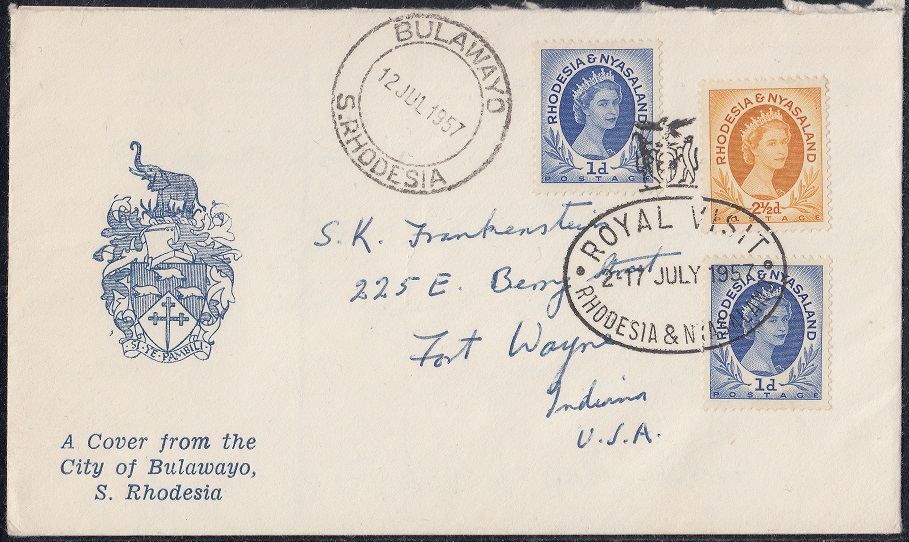 BULAWAYO
12 JUL 1957
S. RHODESIA
RHODESIA & NYASALAND
1d
POSTAGE
RHODESIA & NYASALAND
2½d
POSTAGE
ROYAL VISIT
2-17 JULY 1957
RHODESIA & NYASALAND
RHODESIA & NYASALAND
1d
POSTAGE
S.K. Frankenstein
225 E. Berry Street
Fort Wayne
Indiana
U.S.A.
SI-YE-PAMBILI
A Cover from the
City of Bulawayo,
S. Rhodesia